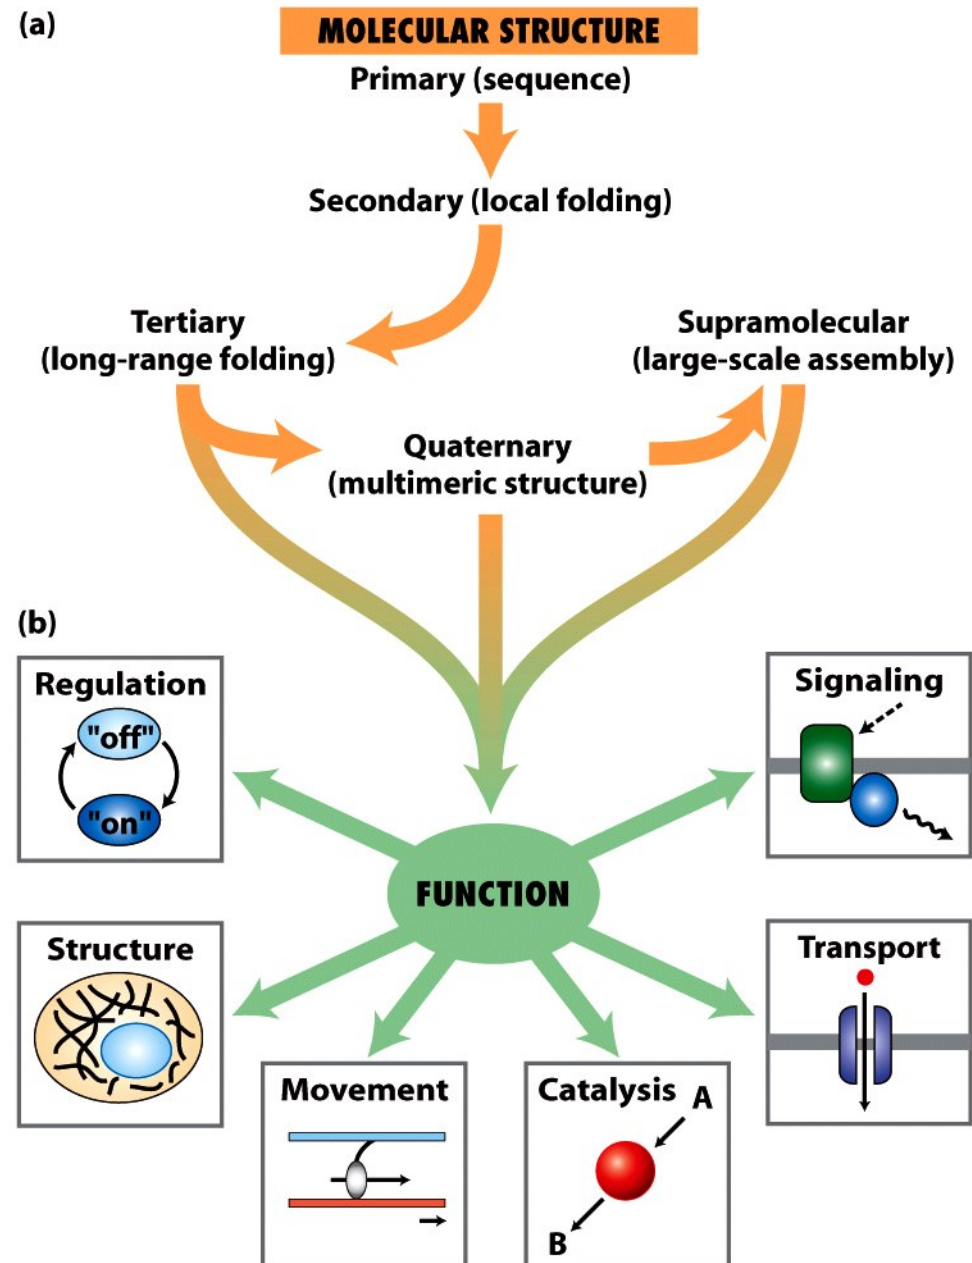 (a)
MOLECULAR STRUCTURE
Primary (sequence)
Secondary (local folding)
Tertiary
(long-range folding)
Supramolecular
(large-scale assembly)
Quaternary
(multimeric structure)
(b)
Regulation
"off"
"on"
Signaling
FUNCTION
Structure
Transport
Movement
Catalysis
A
B